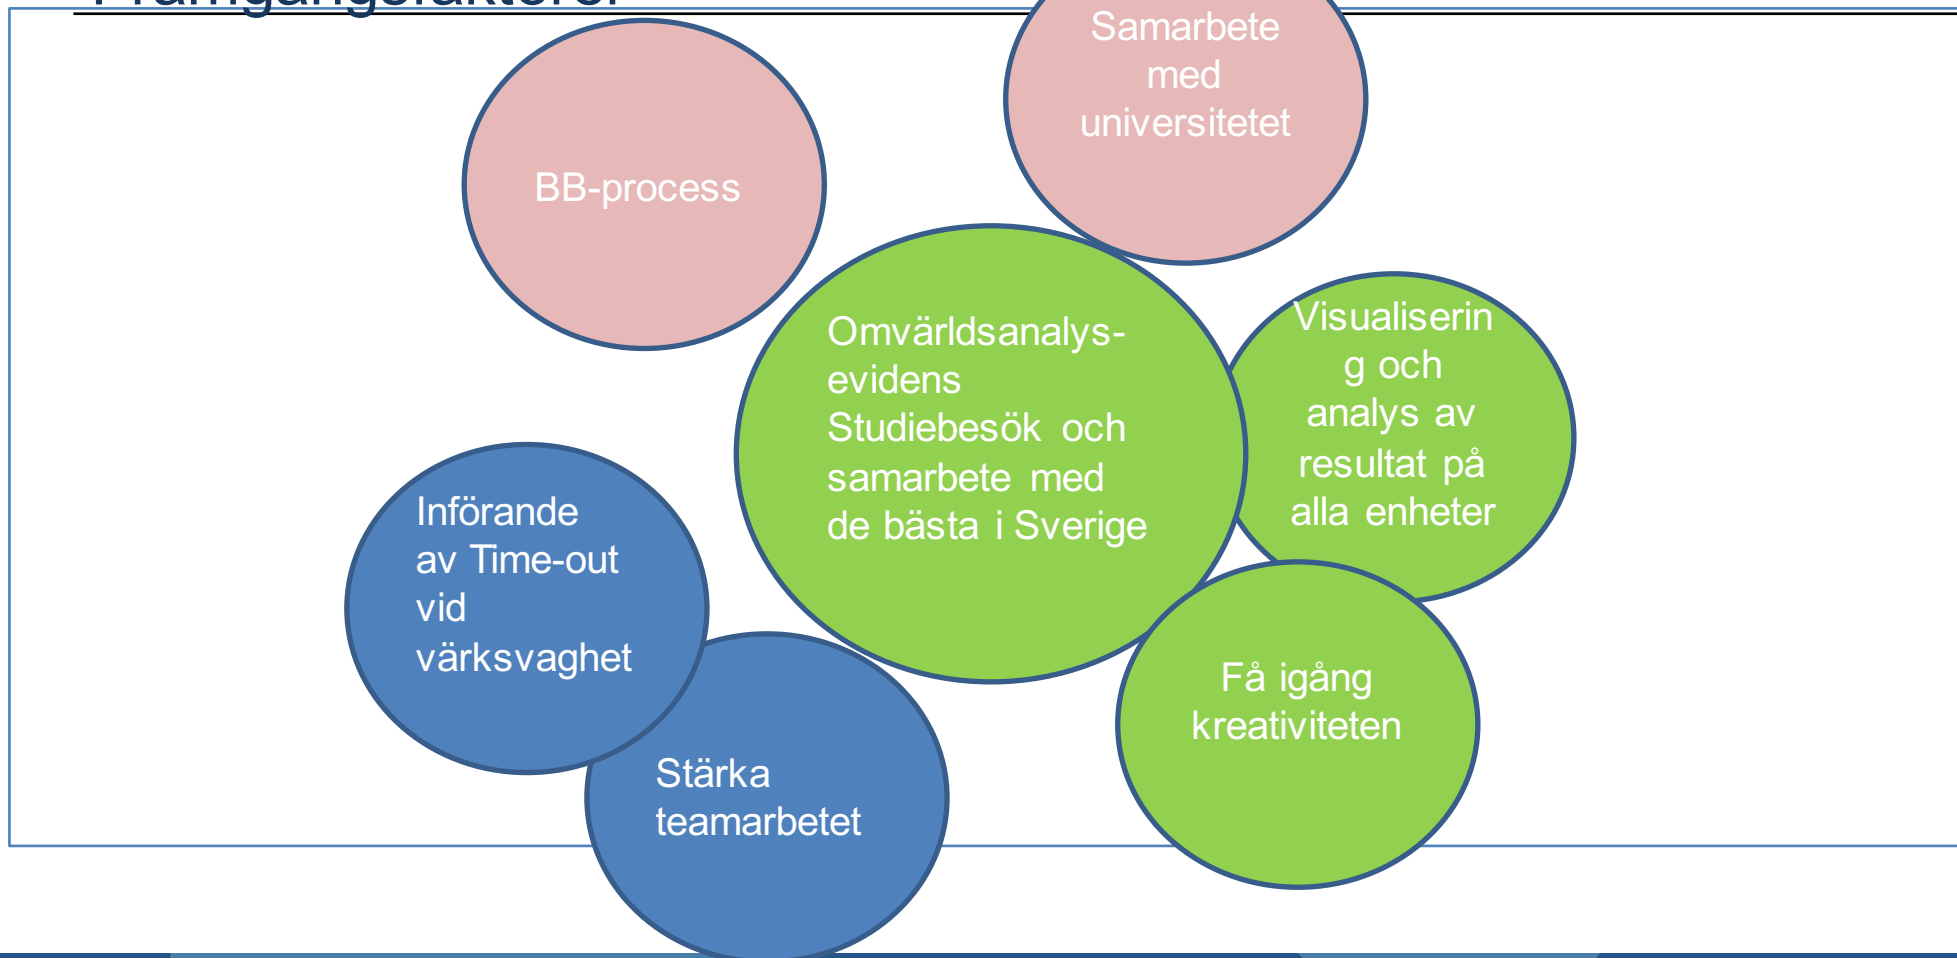 Framgångsfaktorer
Samarbete
med
universitetet
BB-process
Omvärldsanalys-
evidens
Studiebesök och
samarbete med
de bästa i Sverige
Visualiserin
g och
analys av
resultat på
alla enheter
Införande
av Time-out
vid
värksvaghet
Få igång
kreativiteten
Stärka
teamarbetet